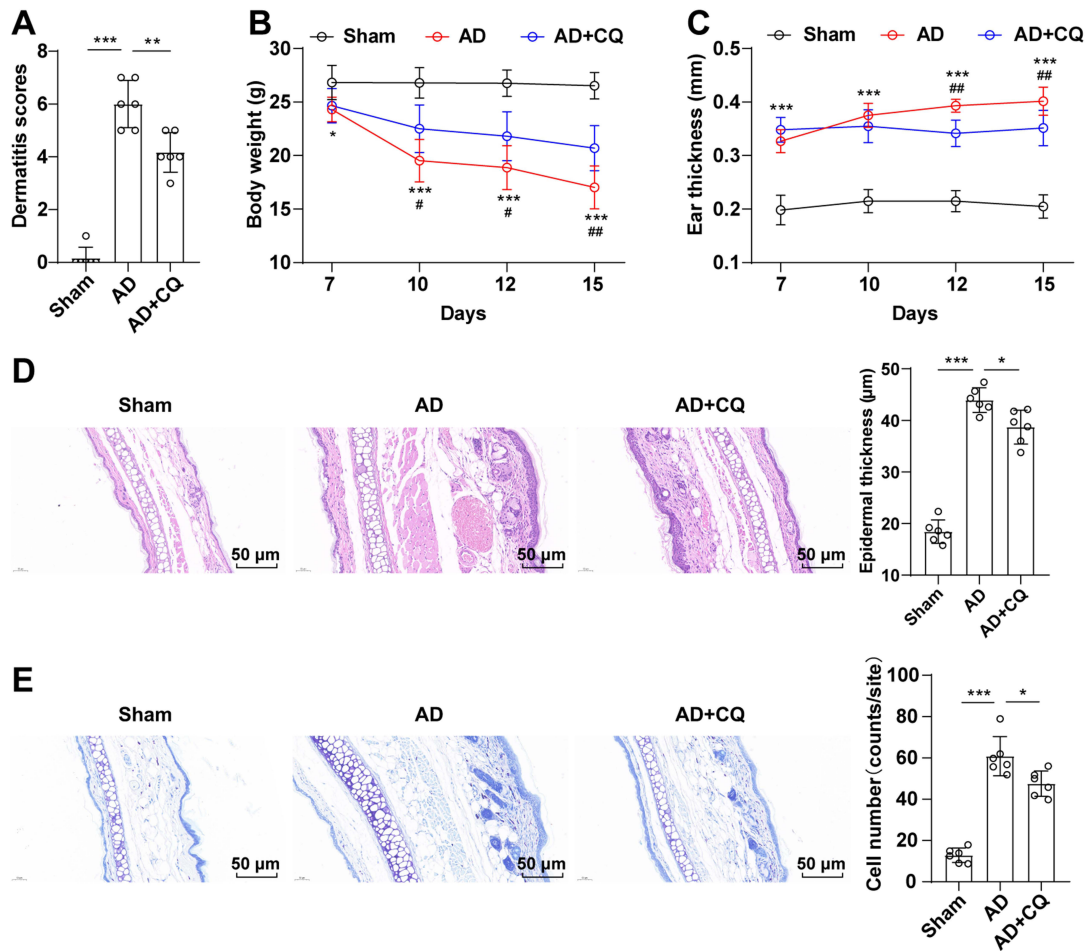 A
Dermatitis scores
8
6
4
2
0
***
**
Sham
AD
AD+CQ
B
Sham
AD
AD+CQ
Body weight (g)
30
25
20
15
10
*
***
#
***
#
***
##
7
10
12
15
Days
C
Sham
AD
AD+CQ
Ear thickness (mm)
0.5
0.4
0.3
0.2
0.1
***
***
***
##
***
##
7
10
12
15
Days
D
Sham
AD
AD+CQ
50 μm
50 μm
50 μm
Epidermal thickness (μm)
50
40
30
20
10
***
*
Sham
AD
AD+CQ
E
Sham
AD
AD+CQ
50 μm
50 μm
50 μm
Cell number(counts/site)
100
80
60
40
20
0
***
*
Sham
AD
AD+CQ